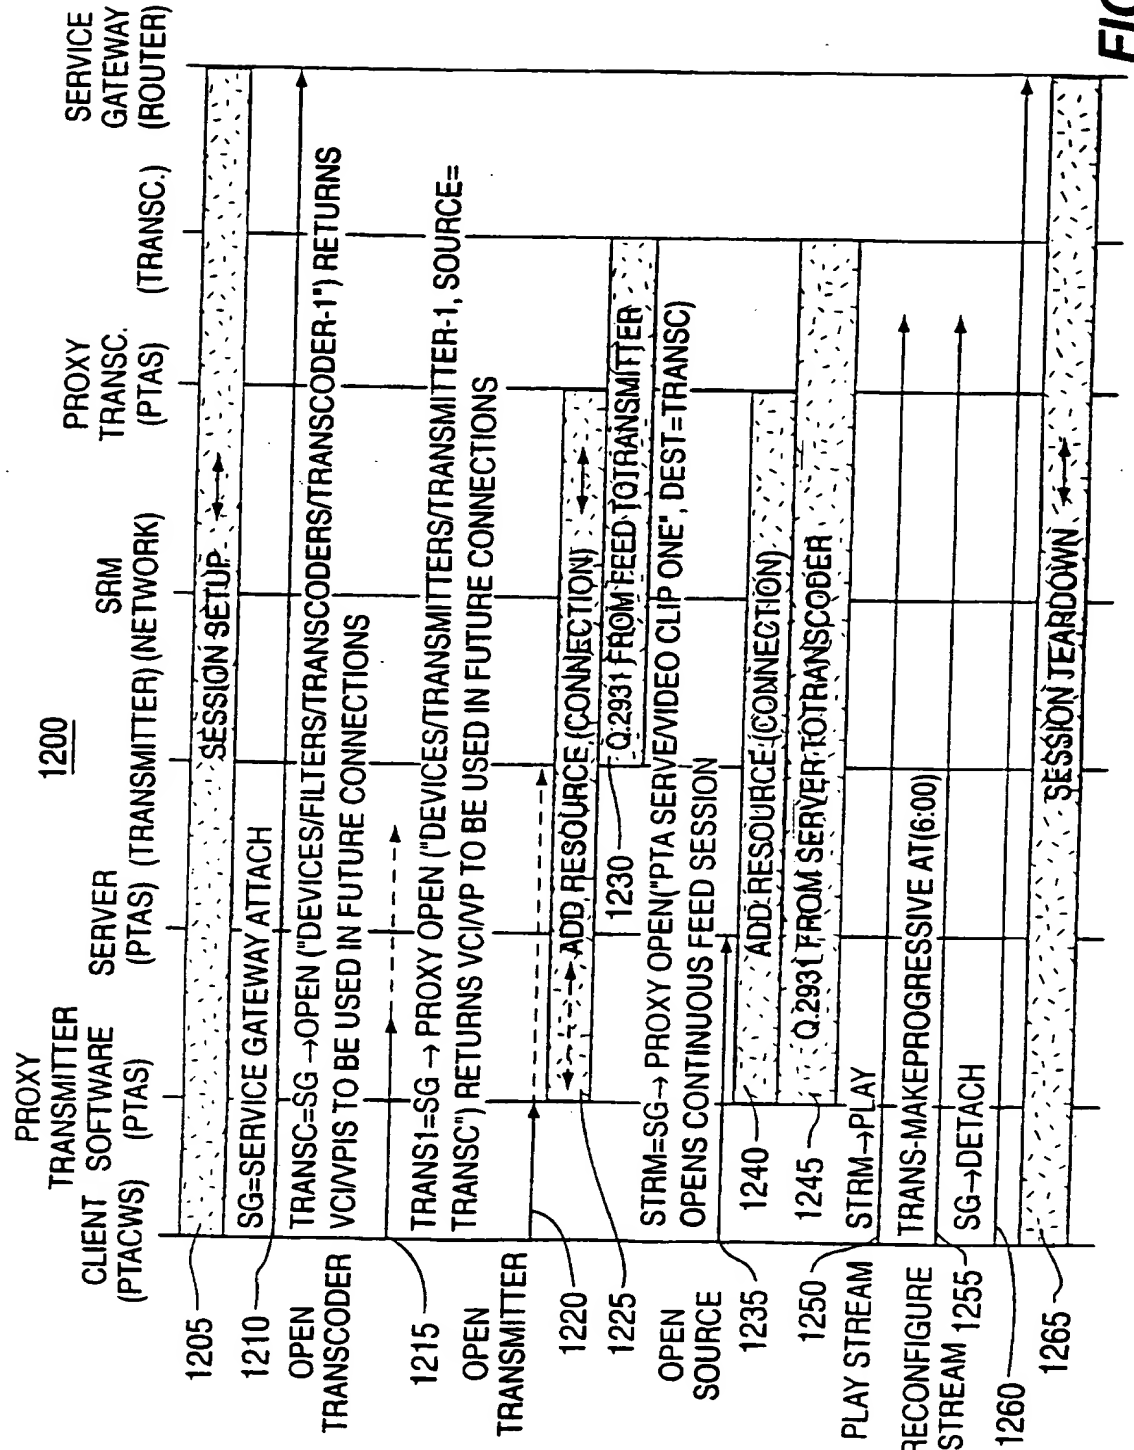 1200
CLIENT
(PTACWS)
PROXY
TRANSMITTER
SOFTWARE
(PTAS)
SERVER
(PTAS)
(TRANSMITTER)
SRM
(NETWORK)
PROXY
TRANSC.
(PTAS)
(TRANSC.)
SERVICE
GATEWAY
(ROUTER)
1205
SESSION SETUP
1210
SG=SERVICE GATEWAY ATTACH
OPEN
TRANSCODER
TRANSC=SG →OPEN ("DEVICES/FILTERS/TRANSCODERS/TRANSCODER-1") RETURNS
VCI/VPIS TO BE USED IN FUTURE CONNECTIONS
1215
OPEN
TRANSMITTER
TRANS1=SG → PROXY OPEN ("DEVICES/TRANSMITTERS/TRANSMITTER-1, SOURCE=
TRANSC") RETURNS VCI/VP TO BE USED IN FUTURE CONNECTIONS
1220
1225
ADD RESOURCE (CONNECTION)
1230
Q.2931 FROM FEED TO TRANSMITTER
OPEN
SOURCE
STRM=SG→ PROXY OPEN("PTA SERVE/VIDEO CLIP ONE", DEST=TRANSC)
OPENS CONTINUOUS FEED SESSION
1235
1240
ADD RESOURCE (CONNECTION)
1245
Q.2931 FROM SERVER TO TRANSCODER
1250
PLAY STREAM
STRM→PLAY
RECONFIGURE
STREAM
1255
TRANS-MAKEPROGRESSIVE AT(6:00)
SG→DETACH
1260
1265
SESSION TEARDOWN